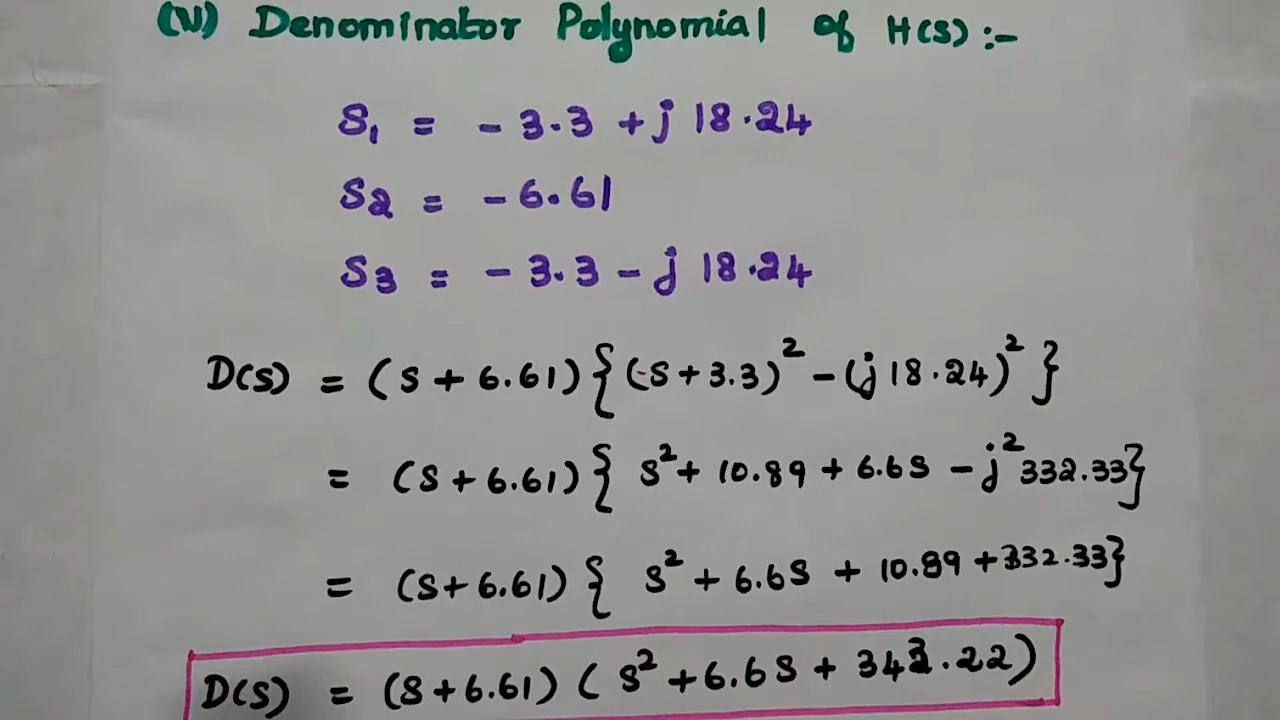 (V) Denominator Polynomial of H(S) :-
S₁ = - 3.3 + j 18.24
S₂ = - 6.61
S₃ = - 3.3 - j 18.24
D(S) = (S + 6.61) { (S + 3.3)² - (j 18.24)² }
= (S + 6.61) { S² + 10.89 + 6.6S - j² 332.33}
= (S + 6.61) { S² + 6.6S + 10.89 + 332.33}
D(S) = (S + 6.61) ( S² + 6.6S + 343.22)